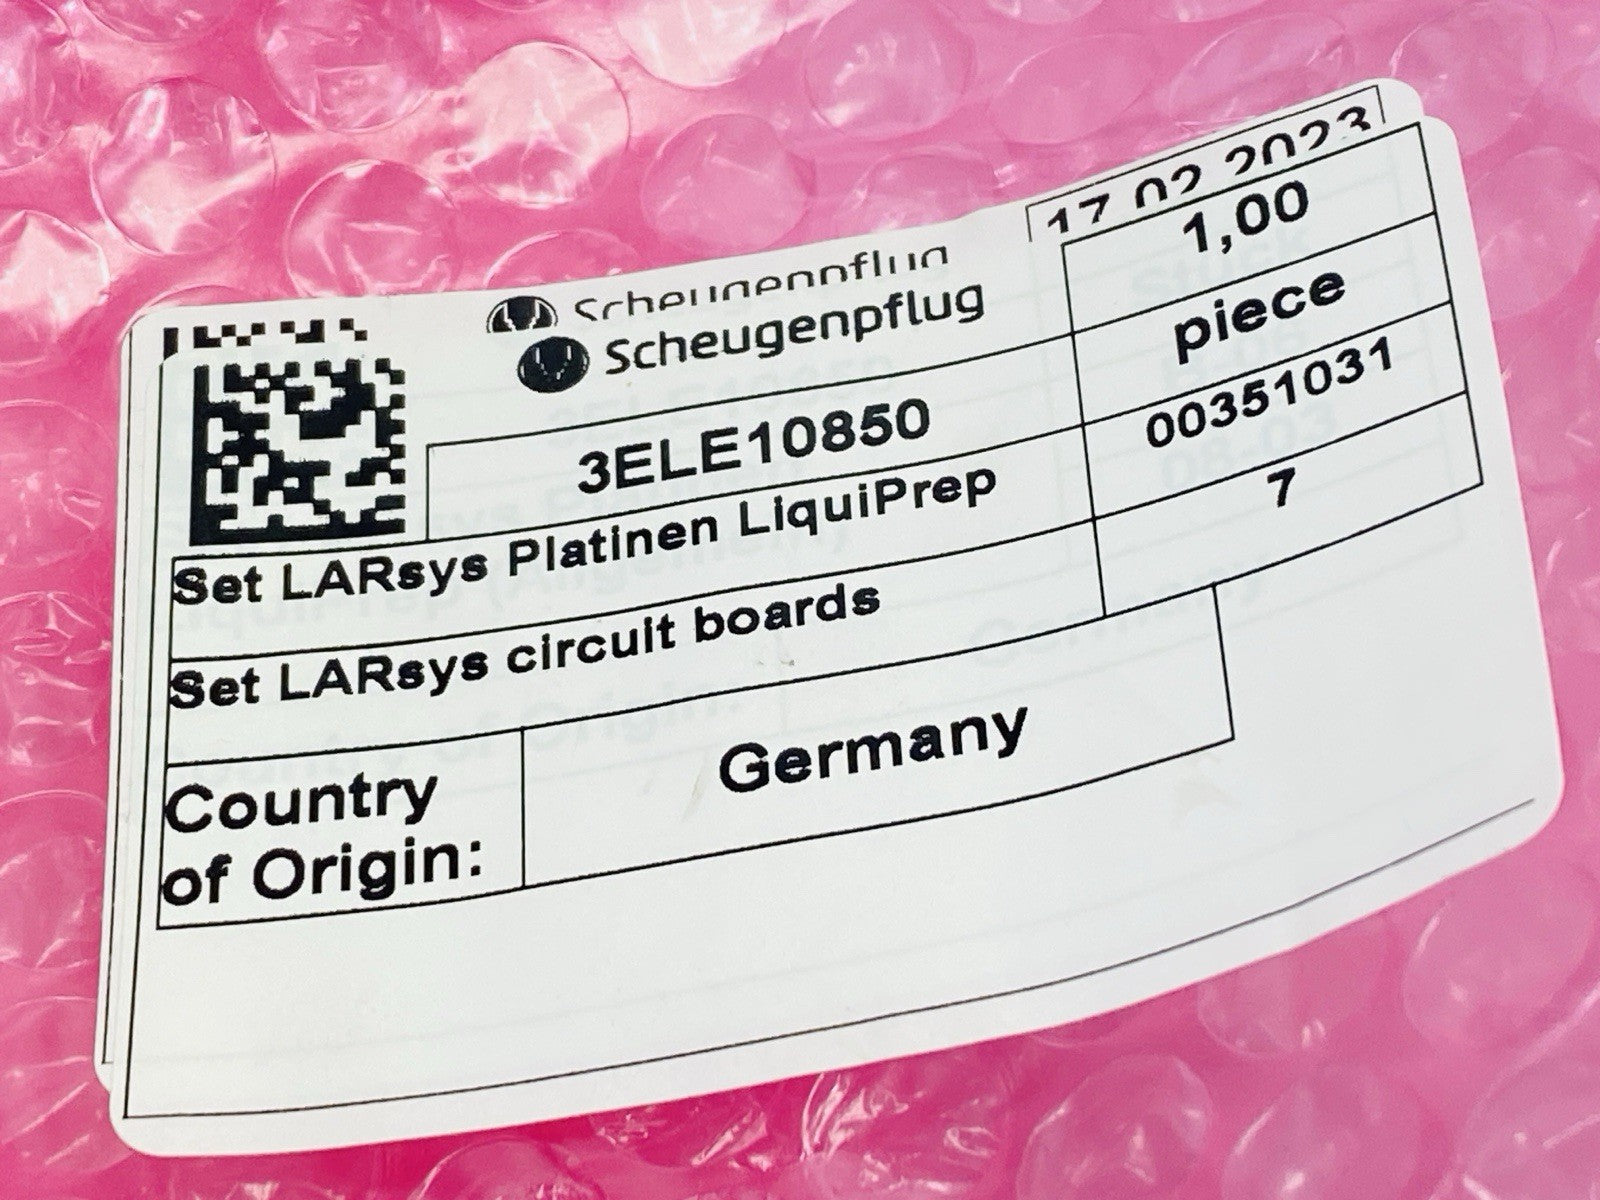 17.02.2023
Scheugenpflug
Scheugenpflug
1,00
piece
3ELE10850
00351031
Set LARsys Platinen LiquiPrep
7
Set LARsys circuit boards
Country
of Origin:
Germany